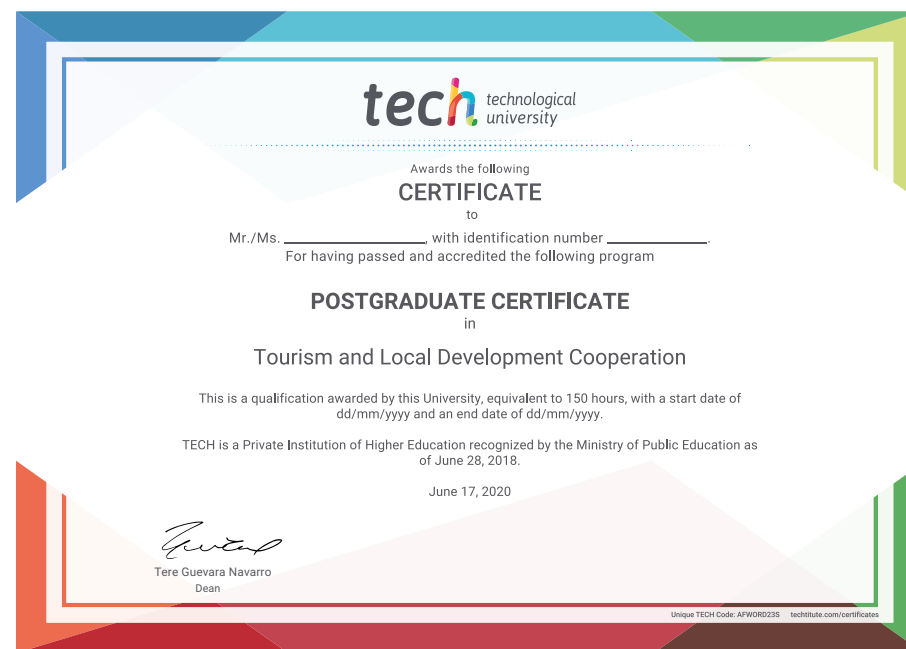 tech technological
university
Awards the following
CERTIFICATE
to
Mr./Ms. ____________________, with identification number ______________.
For having passed and accredited the following program
POSTGRADUATE CERTIFICATE
in
Tourism and Local Development Cooperation
This is a qualification awarded by this University, equivalent to 150 hours, with a start date of
dd/mm/yyyy and an end date of dd/mm/yyyy.
TECH is a Private Institution of Higher Education recognized by the Ministry of Public Education as
of June 28, 2018.
June 17, 2020
Tere Guevara Navarro
Dean
Unique TECH Code: AFWORD23S techtitute.com/certificates